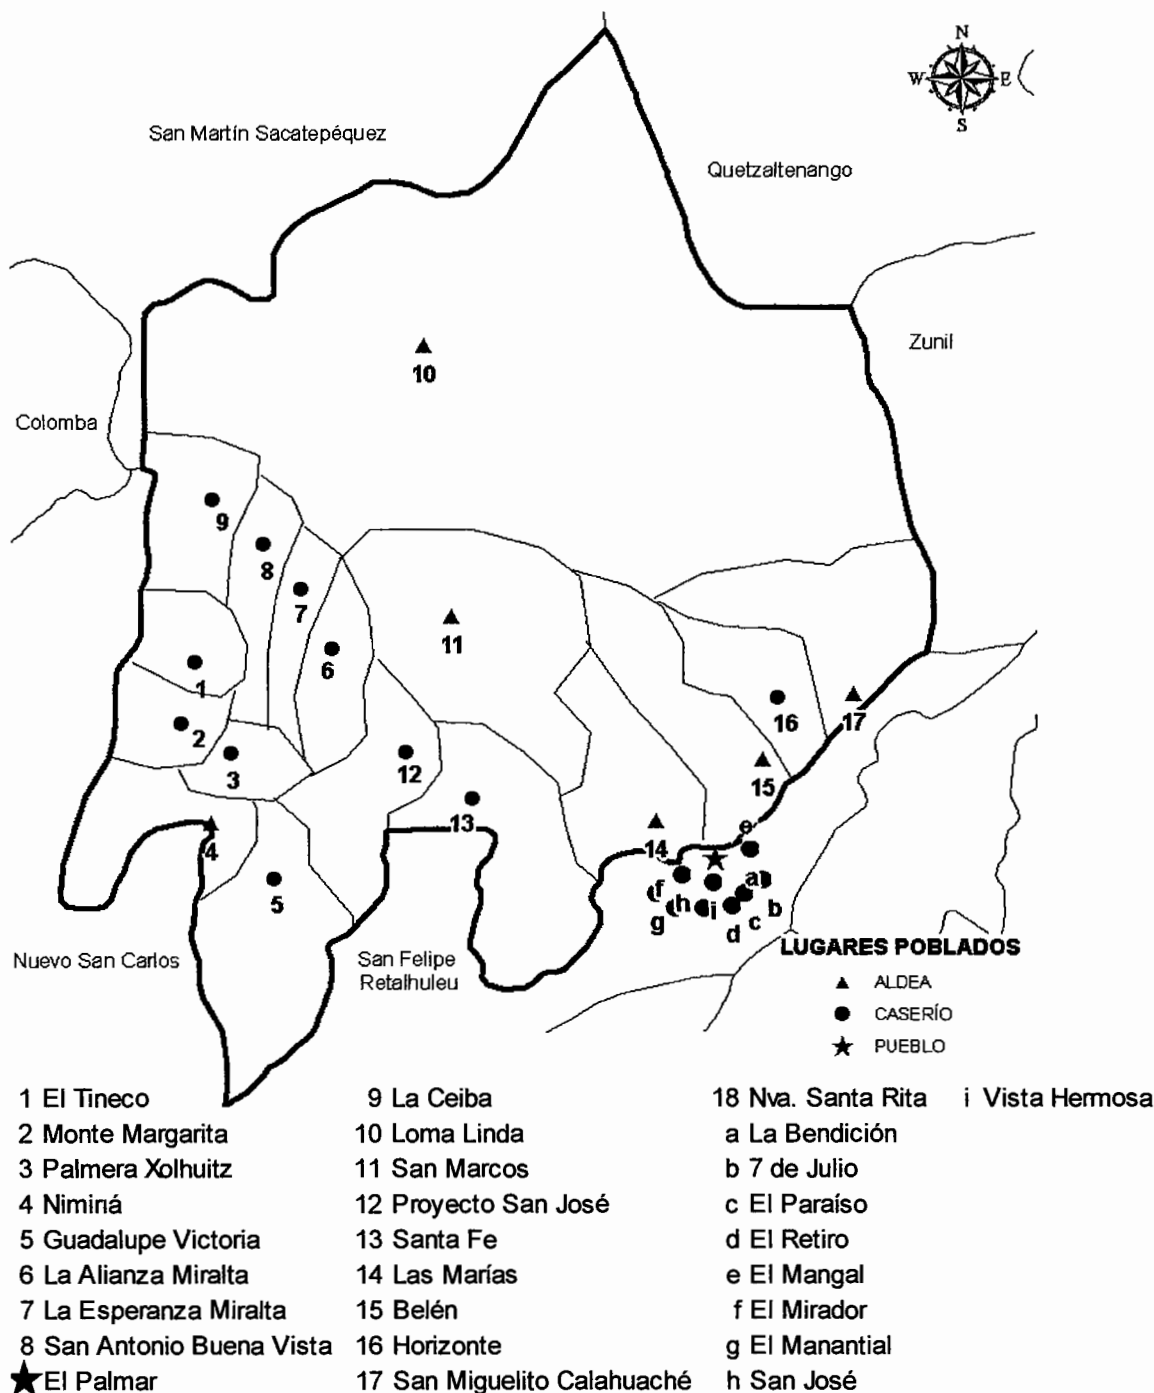 N
W E
S
San Martín Sacatepéquez
Quetzaltenango
Zunil
10
Colomba
9
8
7
11
6
1
16
17
2
12
3
15
13
e
4
14
5
f
a
h
i
b
g
c
d
LUGARES POBLADOS
Nuevo San Carlos
San Felipe
Retalhuleu
ALDEA
CASERÍO
PUEBLO
1 El Tineco
2 Monte Margarita
3 Palmera Xolhuitz
4 Niminá
5 Guadalupe Victoria
6 La Alianza Miralta
7 La Esperanza Miralta
8 San Antonio Buena Vista
El Palmar
9 La Ceiba
10 Loma Linda
11 San Marcos
12 Proyecto San José
13 Santa Fe
14 Las Marías
15 Belén
16 Horizonte
17 San Miguelito Calahuaché
18 Nva. Santa Rita
a La Bendición
b 7 de Julio
c El Paraíso
d El Retiro
e El Mangal
f El Mirador
g El Manantial
h San José
i Vista Hermosa